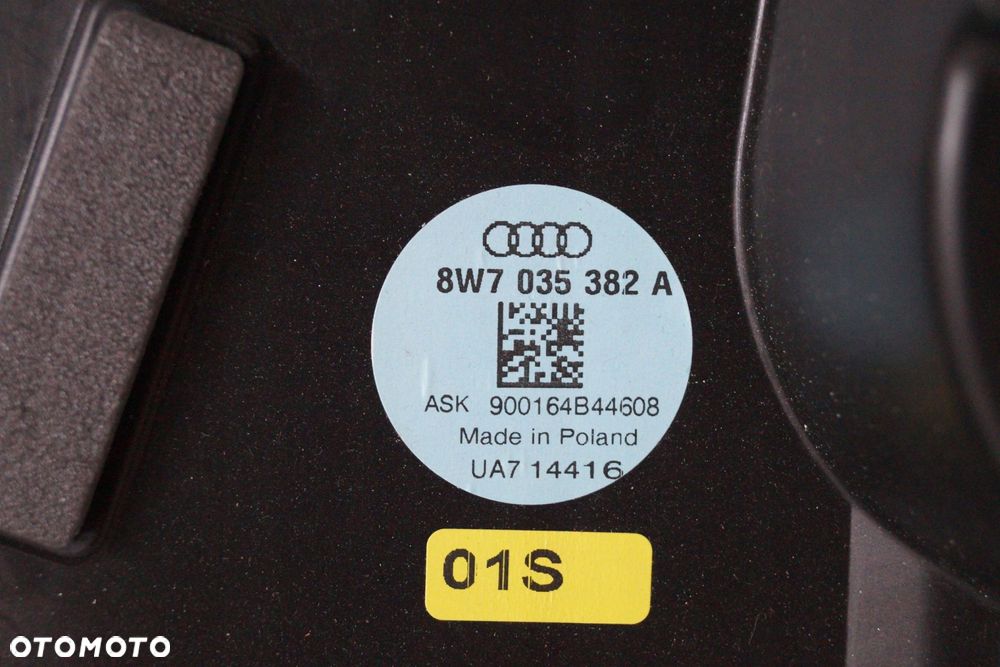 8W7 035 382 A
ASK 900164B44608
Made in Poland
UA7 14416
01S
OTOMOTO